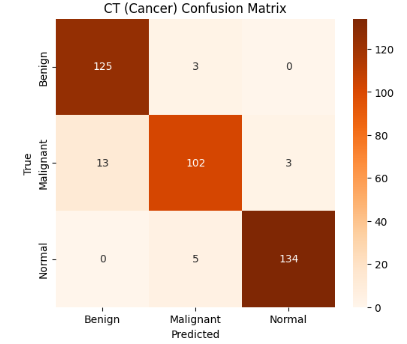 CT (Cancer) Confusion Matrix
Benign
125
3
0
120
100
True
Malignant
13
102
3
80
60
40
Normal
0
5
134
20
0
Benign
Malignant
Normal
Predicted